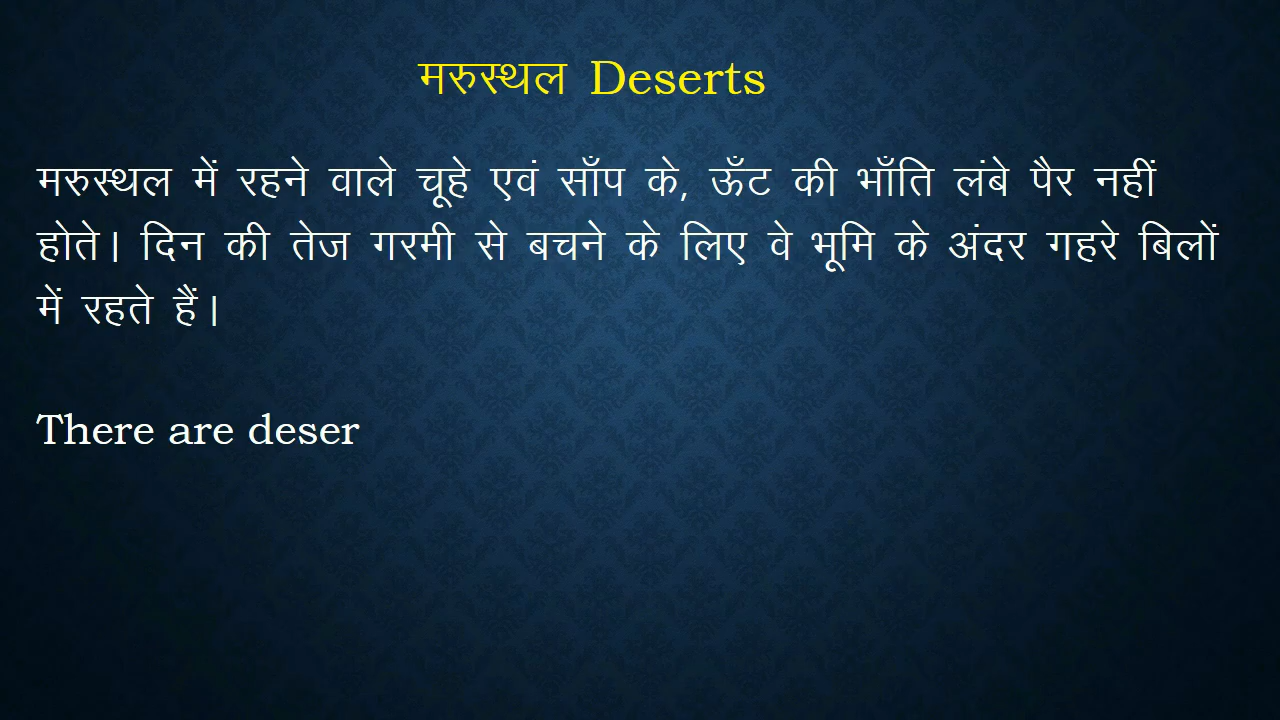 मरुस्थल Deserts
मरुस्थल में रहने वाले चूहे एवं साँप के, ऊँट की भाँति लंबे पैर नहीं
होते। दिन की तेज गरमी से बचने के लिए वे भूमि के अंदर गहरे बिलों
में रहते हैं।
There are deser